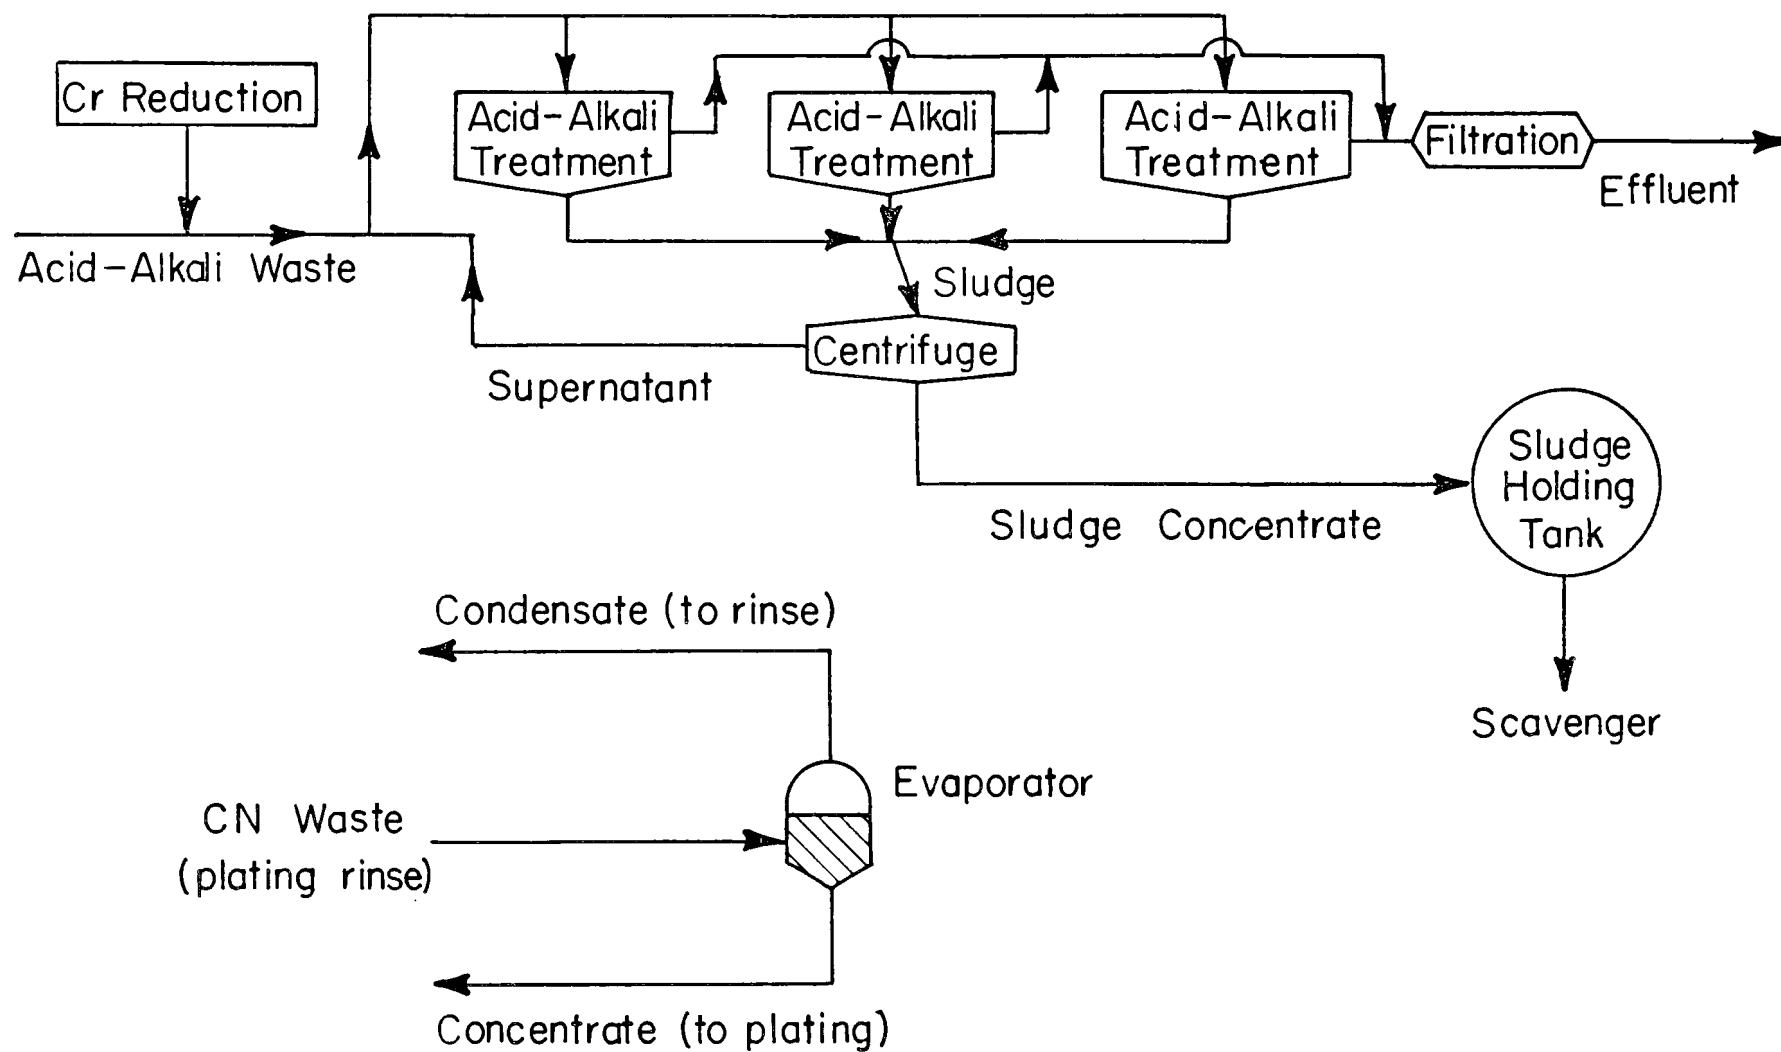 Cr Reduction
Acid-Alkali
Treatment
Acid-Alkali
Treatment
Acid-Alkali
Treatment
Filtration
Effluent
Acid-Alkali Waste
Sludge
Centrifuge
Supernatant
Sludge
Holding
Tank
Sludge Concentrate
Condensate (to rinse)
Scavenger
Evaporator
CN Waste
(plating rinse)
Concentrate (to plating)